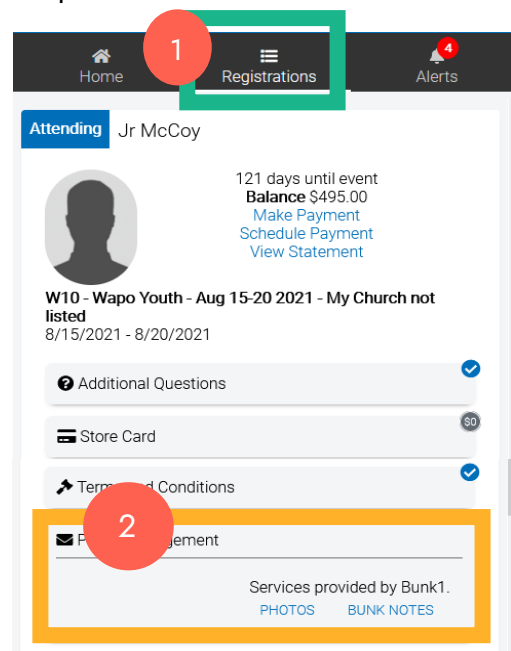 1
Home
Registrations
4
Alerts
Attending Jr McCoy
121 days until event
Balance $495.00
Make Payment
Schedule Payment
View Statement
W10 - Wapo Youth - Aug 15-20 2021 - My Church not
listed
8/15/2021 - 8/20/2021
Additional Questions
Store Card
$0
Conditions
2
Services provided by Bunk1.
PHOTOS BUNK NOTES